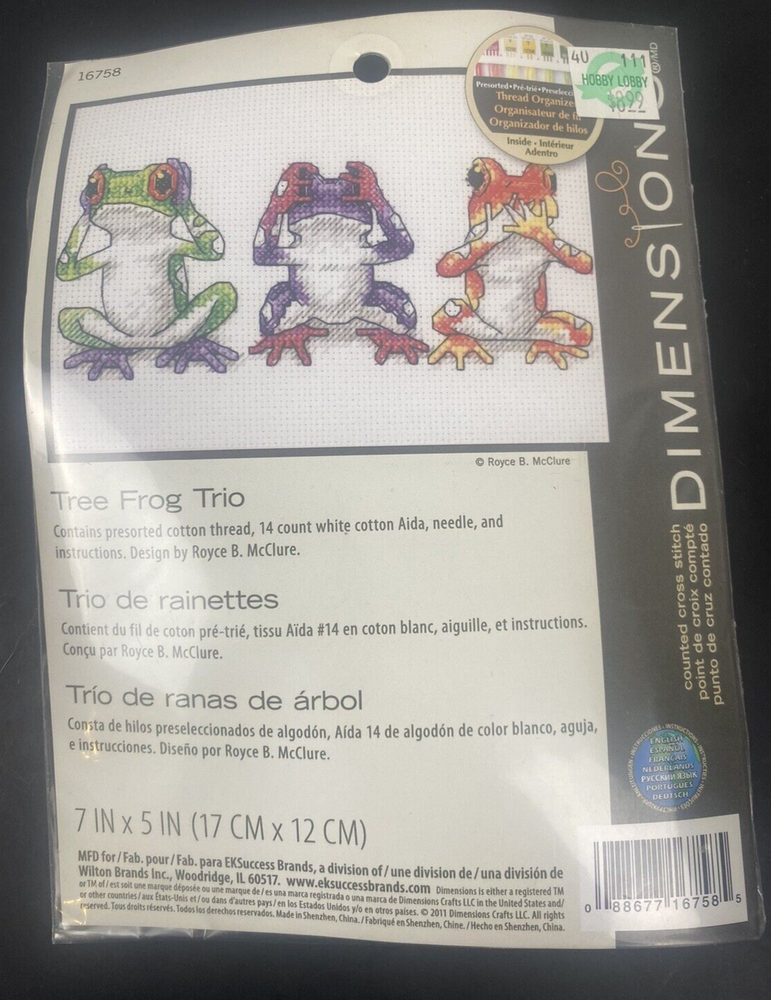 16758
Presorted • Pré-trié • Preselecci
Thread Organize
Organisateur de fi
Organizador de hilos
Inside • Intérieur
Adentro
40 111
HOBBY LOBBY
DIMENSIONS®/MD
counted cross stitch
point de croix compté
punto de cruz contado
© Royce B. McClure
Tree Frog Trio
Contains presorted cotton thread, 14 count white cotton Aida, needle, and
instructions. Design by Royce B. McClure.
Trio de rainettes
Contient du fil de coton pré-trié, tissu Aïda #14 en coton blanc, aiguille, et instructions.
Conçu par Royce B. McClure.
Trío de ranas de árbol
Consta de hilos preseleccionados de algodón, Aída 14 de algodón de color blanco, aguja,
e instrucciones. Diseño por Royce B. McClure.
ENGLISH
ESPAÑOL
FRANÇAIS
NEDERLANDS
РУССКИЙ ЯЗЫК
PORTUGUÊS
DEUTSCH
7 IN x 5 IN (17 CM x 12 CM)
MFD for / Fab. pour / Fab. para EKSuccess Brands, a division of / une division de / una división de
Wilton Brands Inc., Woodridge, IL 60517. www.eksuccessbrands.com Dimensions is either a registered TM
or TM of / est soit une marque déposée ou une marque de / es una marca registrada o una marca de Dimensions Crafts LLC in the United States and/
or other countries / aux États-Unis et / ou dans d'autres pays / en los Estados Unidos y/o en otros países. © 2011 Dimensions Crafts LLC. All rights
reserved. Tous droits réservés. Todos los derechos reservados. Made in Shenzhen, China. / Fabriqué en Shenzhen, Chine. / Hecho en Shenzhen, China.
0 88677 16758 5